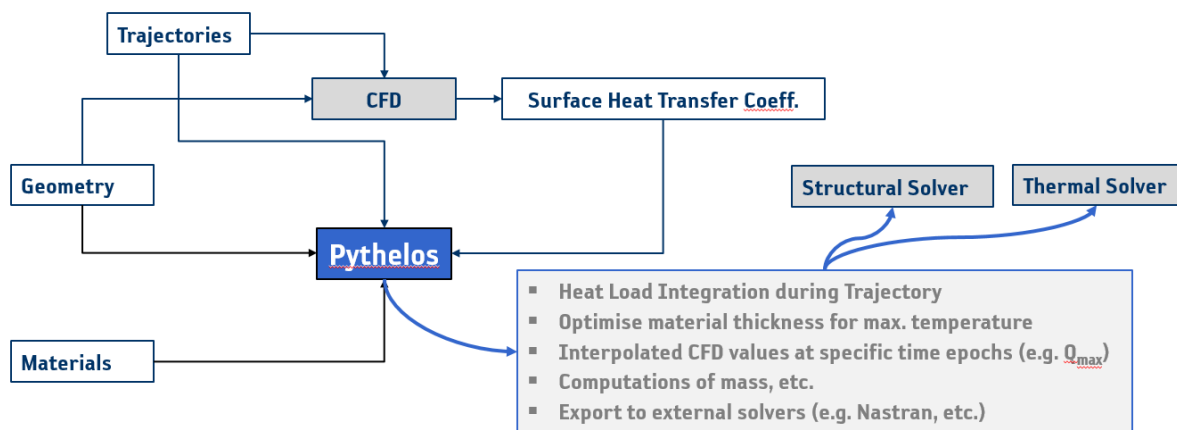 Trajectories
CFD
Surface Heat Transfer Coeff.
Geometry
Structural Solver
Thermal Solver
Pythelos
Materials
▪ Heat Load Integration during Trajectory
▪ Optimise material thickness for max. temperature
▪ Interpolated CFD values at specific time epochs (e.g. Qmax)
▪ Computations of mass, etc.
▪ Export to external solvers (e.g. Nastran, etc.)